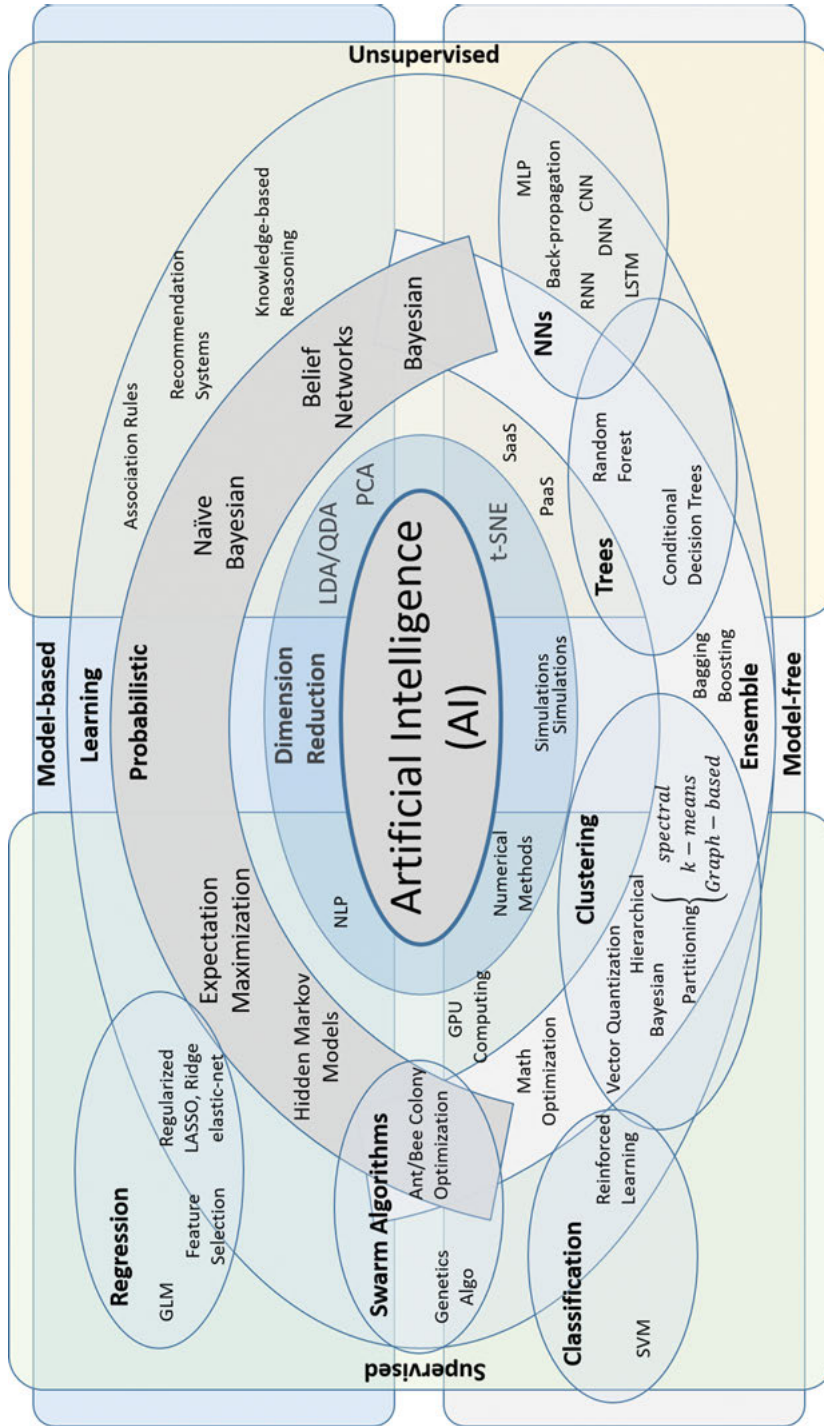 Model-based
Learning
Probabilistic
Regression
GLM
Feature
Selection
Regularized
LASSO, Ridge
elastic-net
Expectation
Maximization
Hidden Markov
Models
Naïve
Bayesian
Belief
Networks
Bayesian
Association Rules
Recommendation
Systems
Knowledge-based
Reasoning
Supervised
Unsupervised
Dimension
Reduction
NLP
LDA/QDA
PCA
Artificial Intelligence
(AI)
t-SNE
Numerical
Methods
Simulations
Simulations
SaaS
PaaS
Swarm Algorithms
Ant/Bee Colony
Optimization
Genetics
Algo
GPU
Computing
Math
Optimization
Classification
Reinforced
Learning
SVM
Clustering
Vector Quantization
Hierarchical
Bayesian
Partitioning{
spectral
k − means
Graph − based
Trees
Random
Forest
Conditional
Decision Trees
NNs
MLP
Back-propagation
RNN
CNN
DNN
LSTM
Bagging
Boosting
Ensemble
Model-free